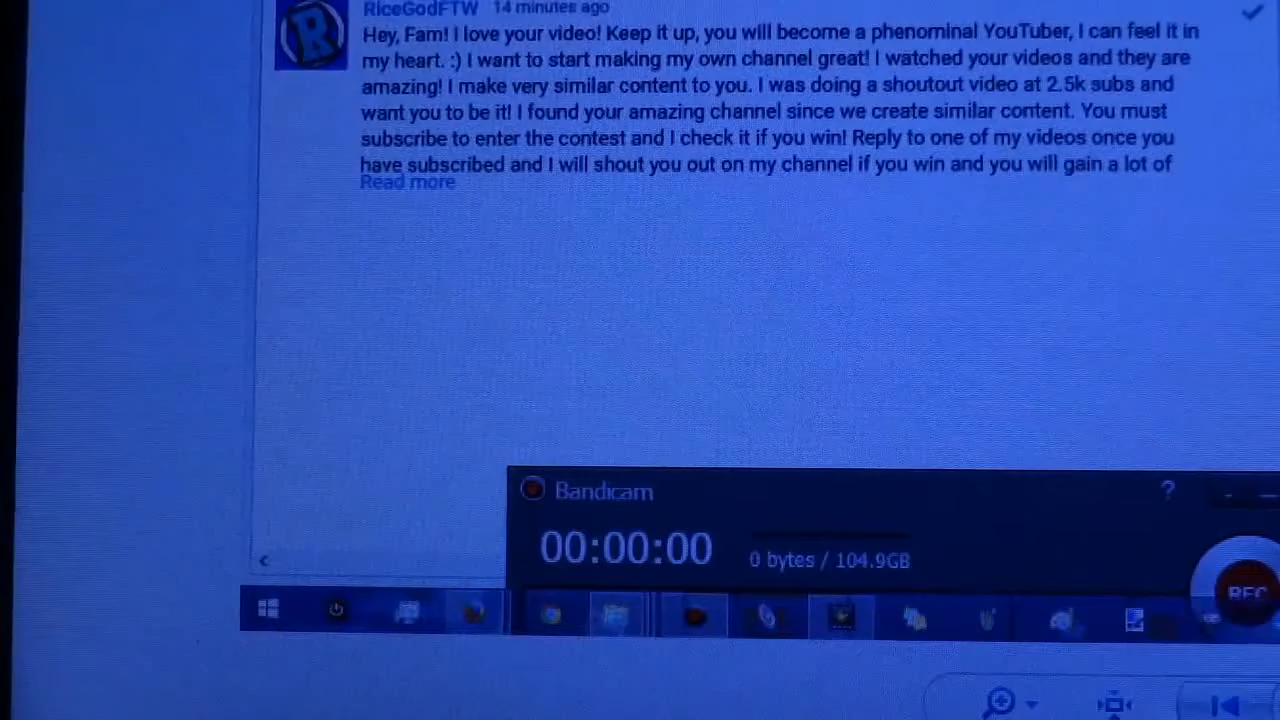 RiceGodFTW 14 minutes ago
Hey, Fam! I love your video! Keep it up, you will become a phenominal YouTuber, I can feel it in
my heart. :) I want to start making my own channel great! I watched your videos and they are
amazing! I make very similar content to you. I was doing a shoutout video at 2.5k subs and
want you to be it! I found your amazing channel since we create similar content. You must
subscribe to enter the contest and I check it if you win! Reply to one of my videos once you
have subscribed and I will shout you out on my channel if you win and you will gain a lot of
Read more
Bandicam ?
00:00:00 0 bytes / 104.9GB
REC